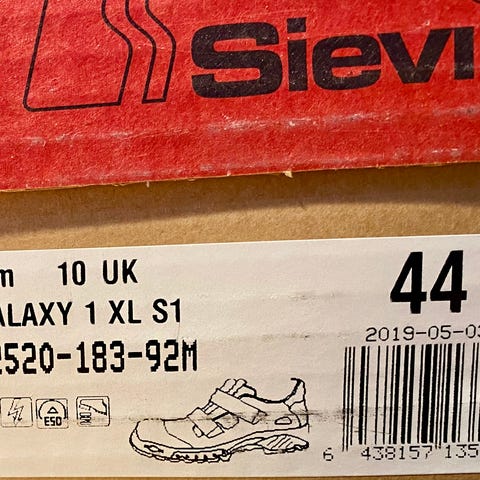 Sievi
m 10 UK
44
ALAXY 1 XL S1
2019-05-03
2520-183-92M
ESD
6 438157 135